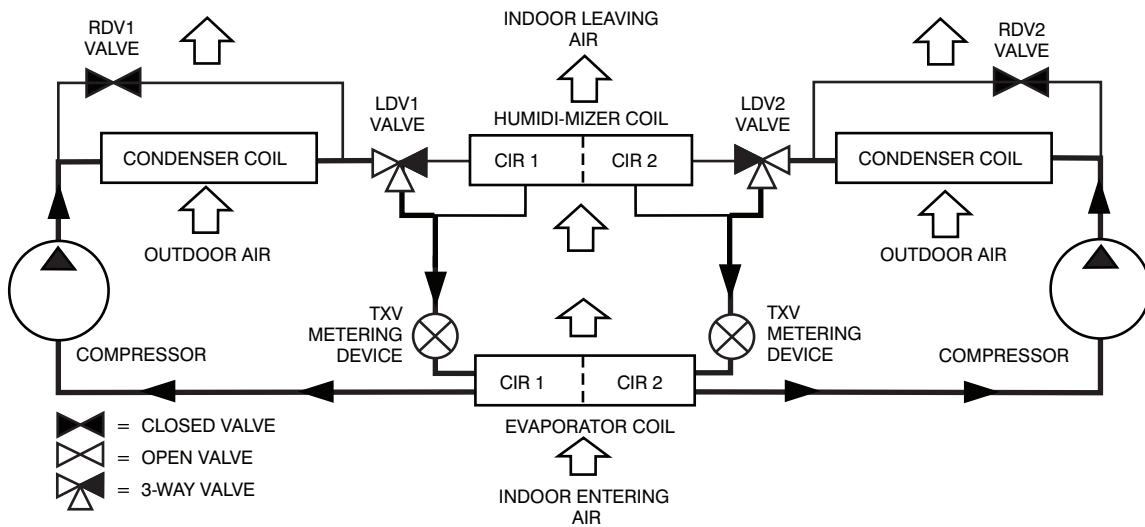 RDV1
VALVE
INDOOR LEAVING
AIR
RDV2
VALVE
LDV1
VALVE
HUMIDI-MIZER COIL
LDV2
VALVE
CONDENSER COIL
CIR 1
CIR 2
CONDENSER COIL
OUTDOOR AIR
OUTDOOR AIR
TXV
METERING
DEVICE
TXV
METERING
DEVICE
COMPRESSOR
COMPRESSOR
CIR 1
CIR 2
EVAPORATOR COIL
= CLOSED VALVE
= OPEN VALVE
= 3-WAY VALVE
INDOOR ENTERING
AIR